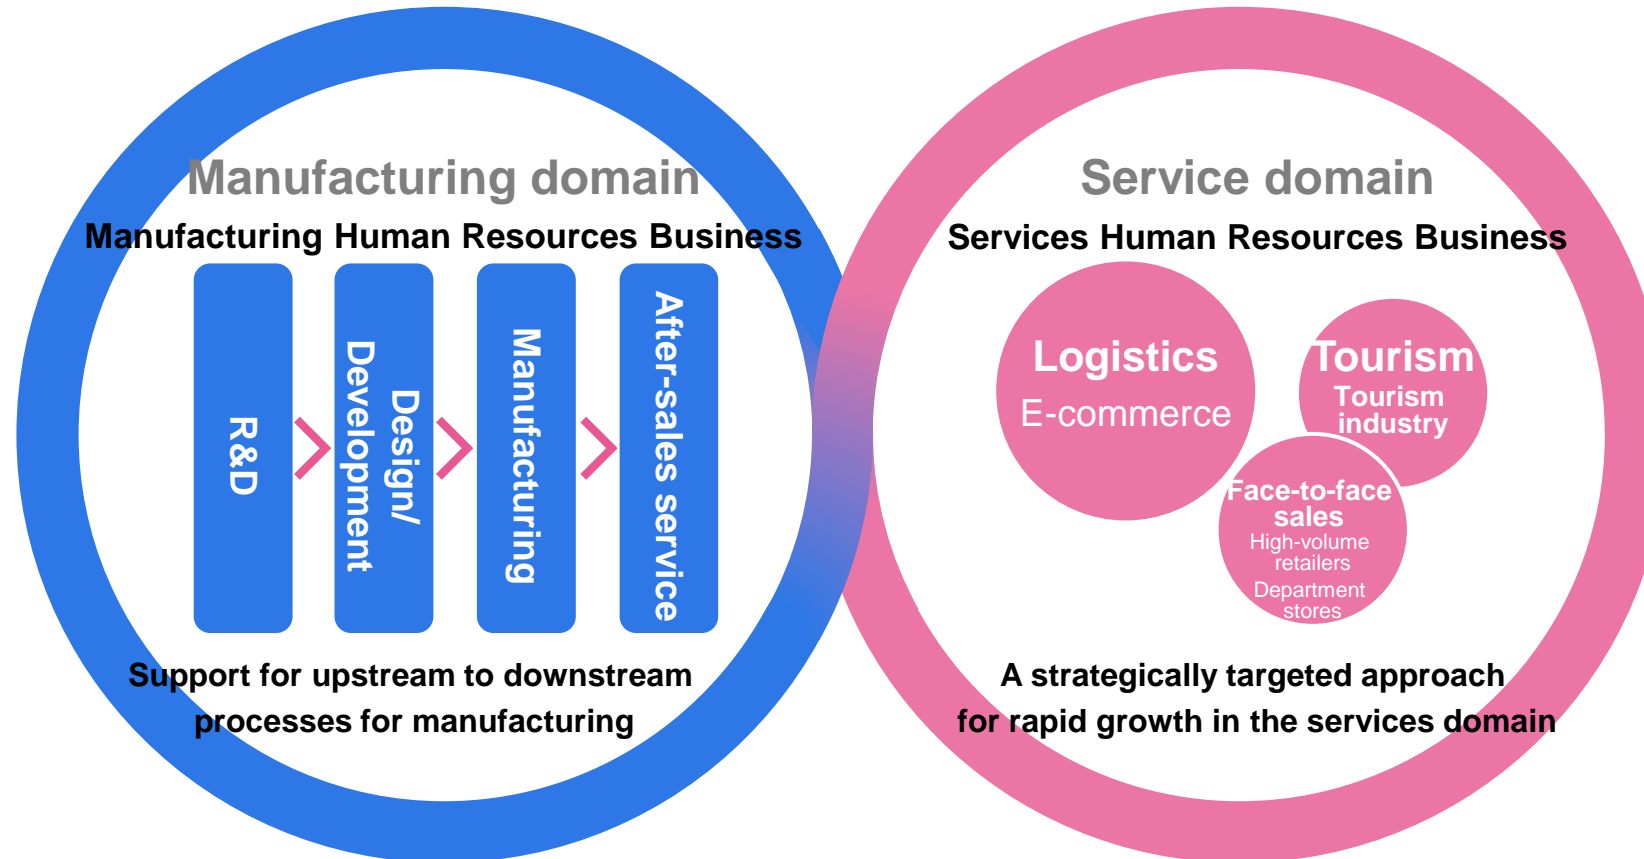 Manufacturing domain
Manufacturing Human Resources Business
R&D
Design/
Development
Manufacturing
After-sales service
Support for upstream to downstream
processes for manufacturing
Service domain
Services Human Resources Business
Logistics
E-commerce
Tourism
Tourism
industry
Face-to-face
sales
High-volume
retailers
Department
stores
A strategically targeted approach
for rapid growth in the services domain